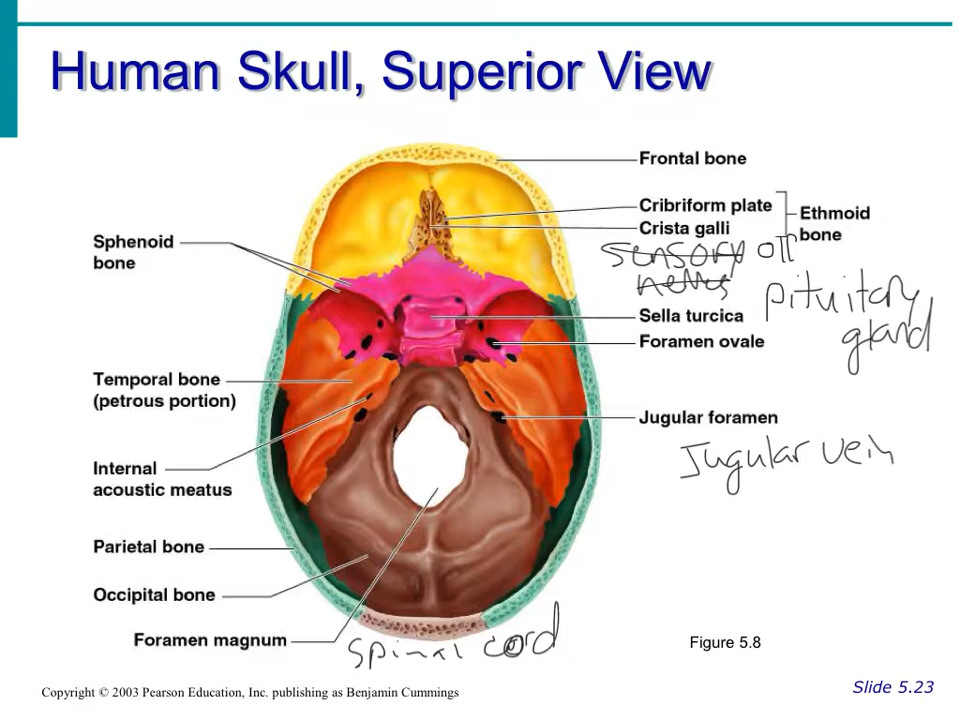 Human Skull, Superior View
Frontal bone
Cribriform plate
Crista galli
Ethmoid
bone
Sphenoid
bone
sensory
nerves
pituitary
gland
Sella turcica
Foramen ovale
Temporal bone
(petrous portion)
Jugular foramen
Jugular vein
Internal
acoustic meatus
Parietal bone
Occipital bone
Foramen magnum
spinal cord
Figure 5.8
Copyright © 2003 Pearson Education, Inc. publishing as Benjamin Cummings
Slide 5.23